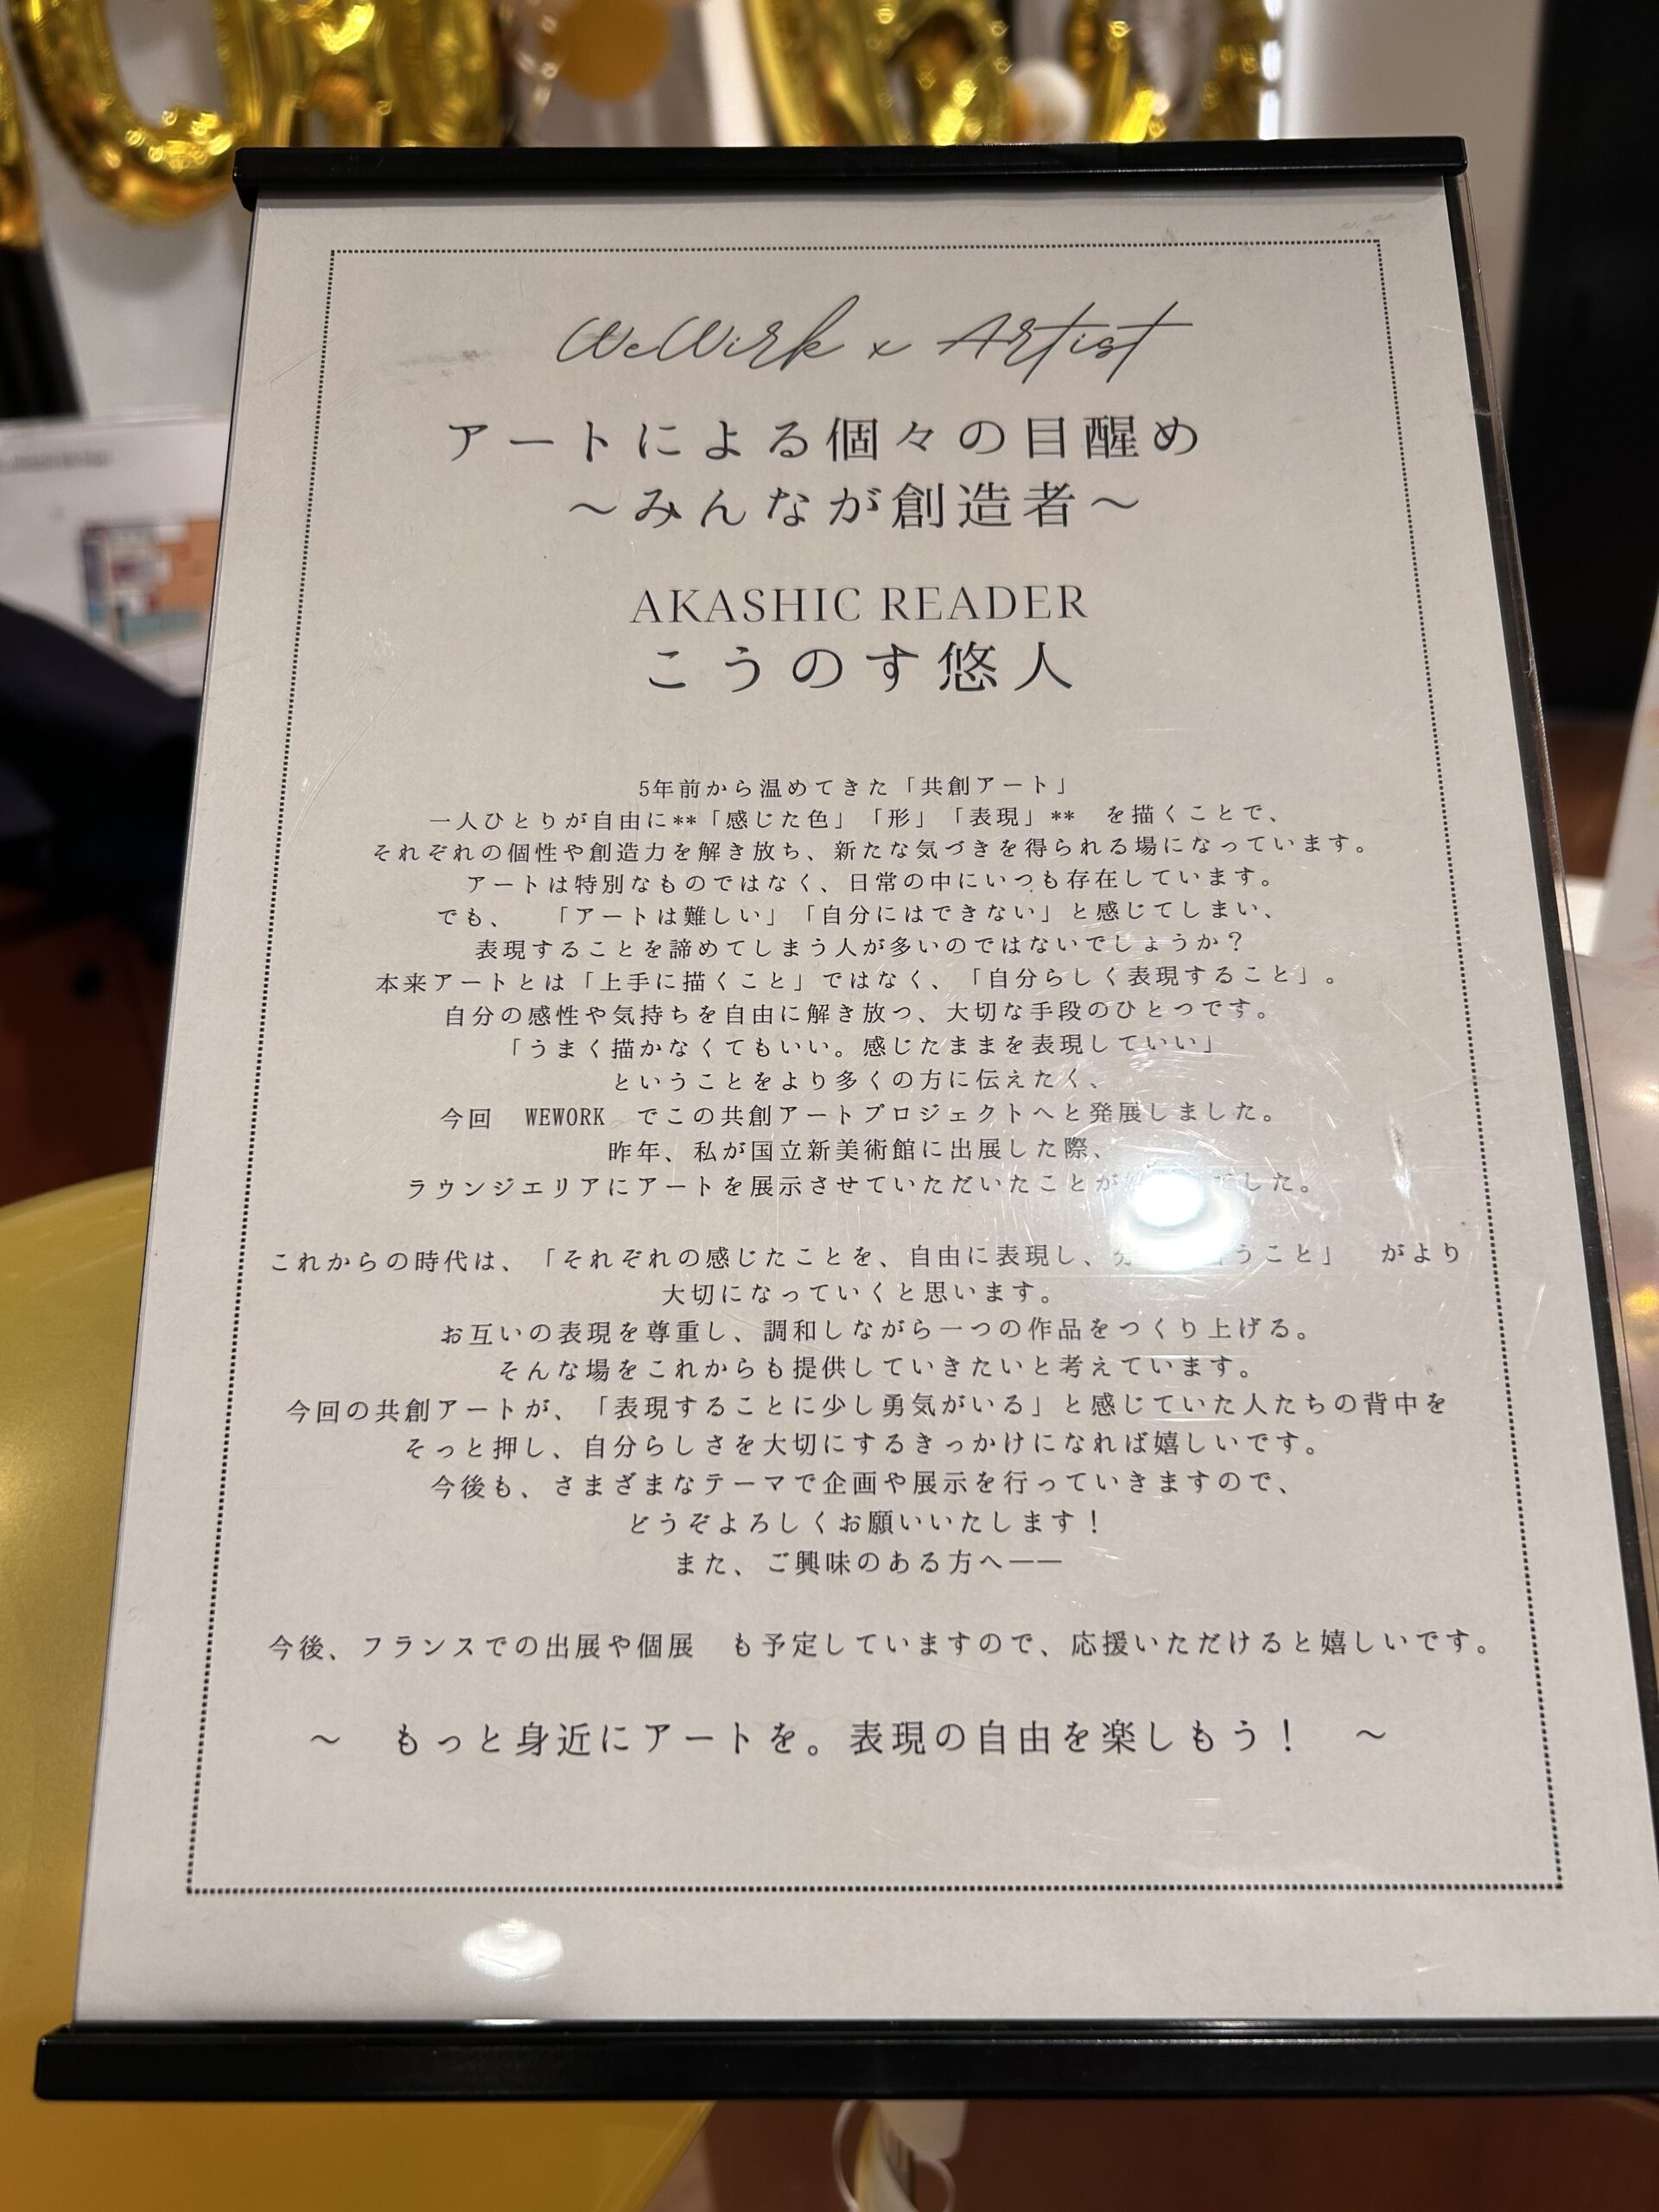 WeWirk x Artist
アートによる個々の目醒め
～みんなが創造者～
AKASHIC READER
こうのす悠人
5年前から温めてきた「共創アート」
一人ひとりが自由に**「感じた色」「形」「表現」**　を描くことで、
それぞれの個性や創造力を解き放ち、新たな気づきを得られる場になっています。
アートは特別なものではなく、日常の中にいつも存在しています。
でも、　「アートは難しい」「自分にはできない」と感じてしまい、
表現することを諦めてしまう人が多いのではないでしょうか？
本来アートとは「上手に描くこと」ではなく、「自分らしく表現すること」。
自分の感性や気持ちを自由に解き放つ、大切な手段のひとつです。
「うまく描かなくてもいい。感じたままを表現していい」
ということをより多くの方に伝えたく、
今回　WEWORK　でこの共創アートプロジェクトへと発展しました。
昨年、私が国立新美術館に出展した際、
ラウンジエリアにアートを展示させていただいたことが した。
これからの時代は、「それぞれの感じたことを、自由に表現し、 うこと」　がより
大切になっていくと思います。
お互いの表現を尊重し、調和しながら一つの作品をつくり上げる。
そんな場をこれからも提供していきたいと考えています。
今回の共創アートが、「表現することに少し勇気がいる」と感じていた人たちの背中を
そっと押し、自分らしさを大切にするきっかけになれば嬉しいです。
今後も、さまざまなテーマで企画や展示を行っていきますので、
どうぞよろしくお願いいたします！
また、ご興味のある方へ――
今後、フランスでの出展や個展　も予定していますので、応援いただけると嬉しいです。
～　もっと身近にアートを。表現の自由を楽しもう！　～